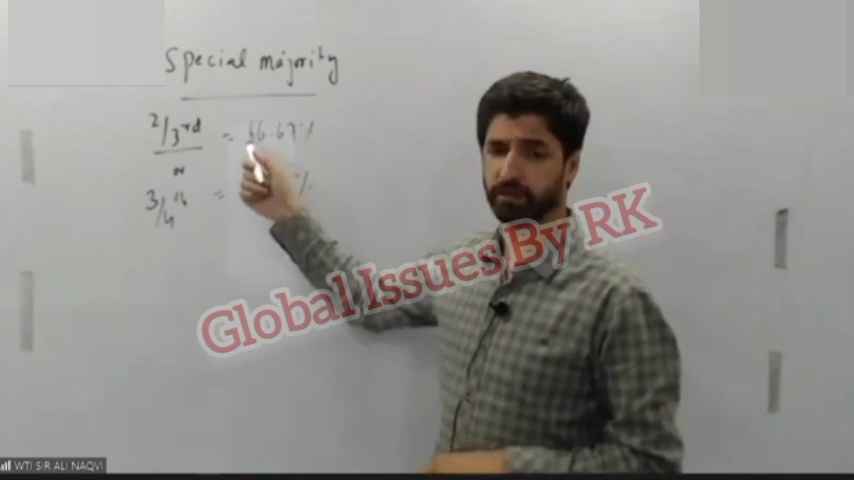 Special majority
2/3rd = 66.67%
or
3/4th = %
Global Issues By RK
WTI SIR ALI NAQVI